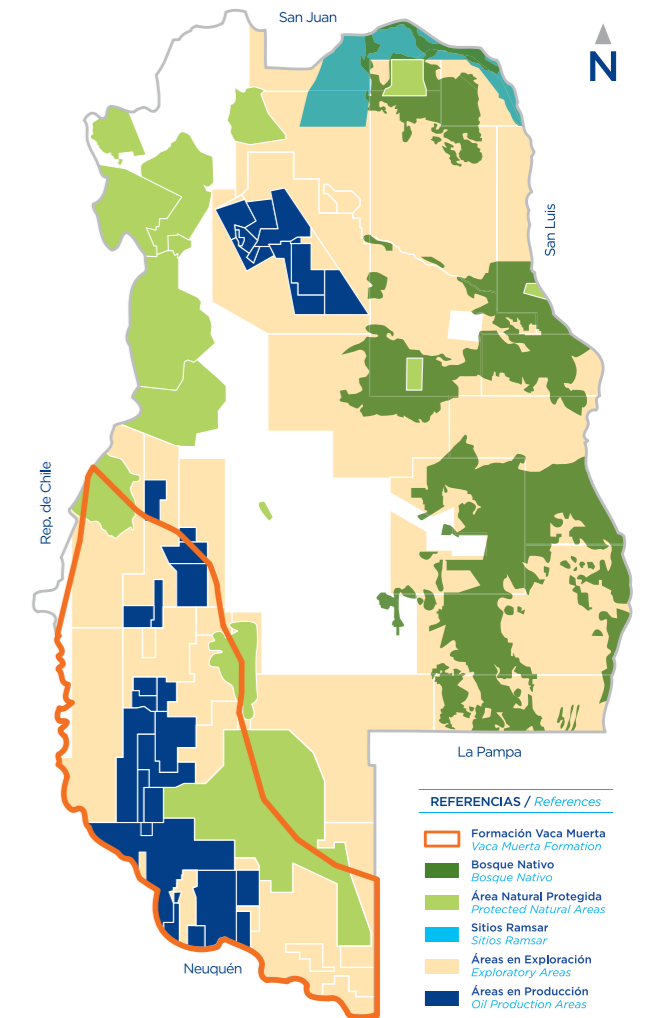 San Juan
N
San Luis
Rep. de Chile
La Pampa
Neuquén
REFERENCIAS / References
Formación Vaca Muerta
Vaca Muerta Formation
Bosque Nativo
Bosque Nativo
Área Natural Protegida
Protected Natural Areas
Sitios Ramsar
Sitios Ramsar
Áreas en Exploración
Exploratory Areas
Áreas en Producción
Oil Production Areas